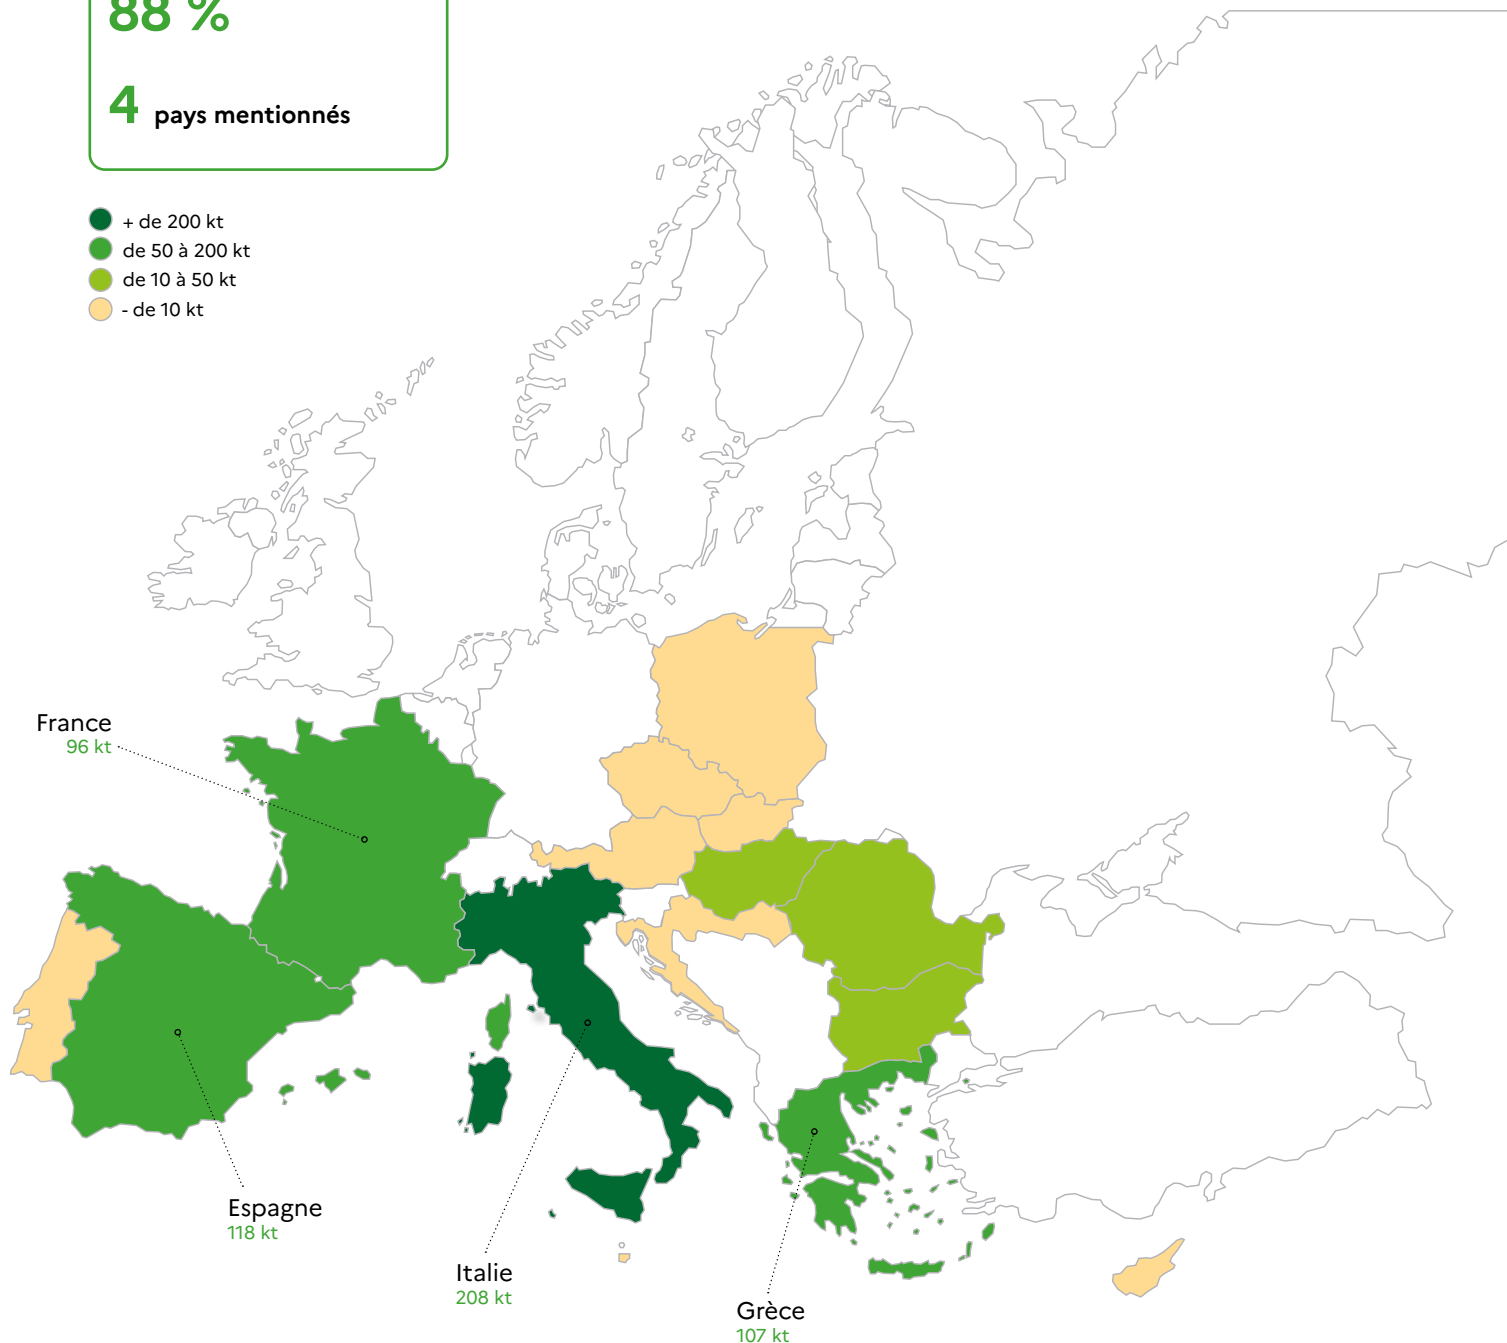 88 %
4 pays mentionnés
+ de 200 kt
de 50 à 200 kt
de 10 à 50 kt
- de 10 kt
France
96 kt
Espagne
118 kt
Italie
208 kt
Grèce
107 kt